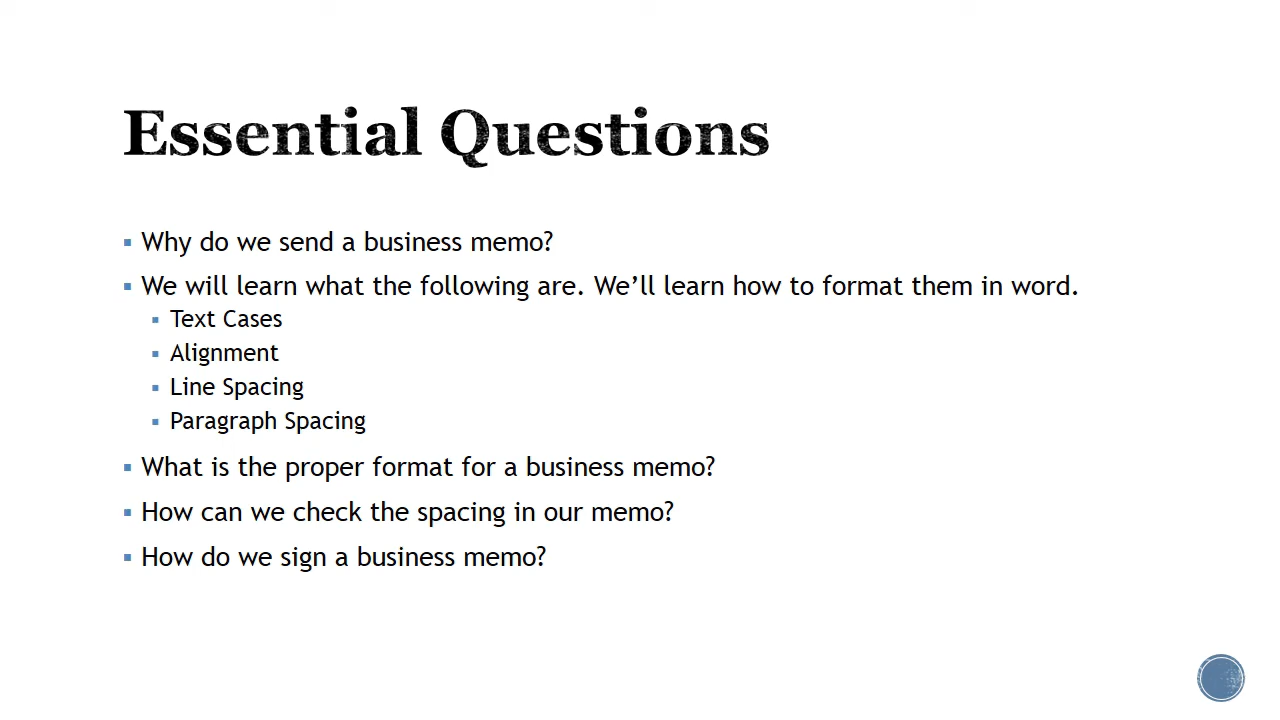 Essential Questions
Why do we send a business memo?
We will learn what the following are. We’ll learn how to format them in word.
Text Cases
Alignment
Line Spacing
Paragraph Spacing
What is the proper format for a business memo?
How can we check the spacing in our memo?
How do we sign a business memo?